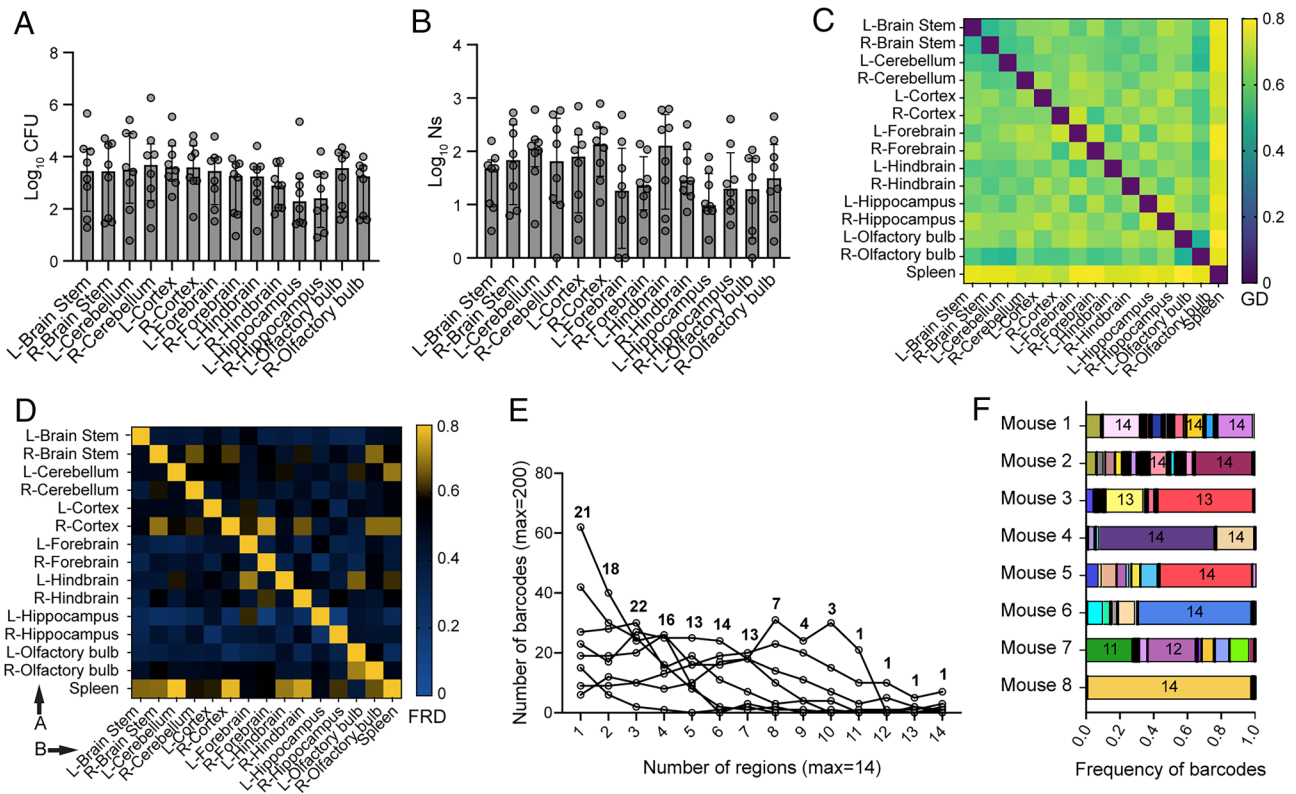 A
Log10 CFU
8
6
4
2
0
L-Brain Stem
R-Brain Stem
L-Cerebellum
R-Cerebellum
L-Cortex
R-Cortex
L-Forebrain
R-Forebrain
L-Hindbrain
R-Hindbrain
L-Hippocampus
R-Hippocampus
L-Olfactory bulb
R-Olfactory bulb
B
Log10 Ns
4
3
2
1
0
L-Brain Stem
R-Brain Stem
L-Cerebellum
R-Cerebellum
L-Cortex
R-Cortex
L-Forebrain
R-Forebrain
L-Hindbrain
R-Hindbrain
L-Hippocampus
R-Hippocampus
L-Olfactory bulb
R-Olfactory bulb
C
L-Brain Stem
R-Brain Stem
L-Cerebellum
R-Cerebellum
L-Cortex
R-Cortex
L-Forebrain
R-Forebrain
L-Hindbrain
R-Hindbrain
L-Hippocampus
R-Hippocampus
L-Olfactory bulb
R-Olfactory bulb
Spleen
L-Brain Stem
R-Brain Stem
L-Cerebellum
R-Cerebellum
L-Cortex
R-Cortex
L-Forebrain
R-Forebrain
L-Hindbrain
R-Hindbrain
L-Hippocampus
R-Hippocampus
L-Olfactory bulb
R-Olfactory bulb
Spleen
0.8
0.6
0.4
0.2
0
GD
D
L-Brain Stem
R-Brain Stem
L-Cerebellum
R-Cerebellum
L-Cortex
R-Cortex
L-Forebrain
R-Forebrain
L-Hindbrain
R-Hindbrain
L-Hippocampus
R-Hippocampus
L-Olfactory bulb
R-Olfactory bulb
Spleen
A
B
L-Brain Stem
R-Brain Stem
L-Cerebellum
R-Cerebellum
L-Cortex
R-Cortex
L-Forebrain
R-Forebrain
L-Hindbrain
R-Hindbrain
L-Hippocampus
R-Hippocampus
L-Olfactory bulb
R-Olfactory bulb
Spleen
0.8
0.6
0.4
0.2
0
FRD
E
Number of barcodes (max=200)
80
60
40
20
0
21
18
22
16
13
14
13
7
4
3
1
1
1
1
1
2
3
4
5
6
7
8
9
10
11
12
13
14
Number of regions (max=14)
F
Mouse 1
14
14
14
Mouse 2
14
14
Mouse 3
13
13
Mouse 4
14
14
Mouse 5
14
Mouse 6
14
Mouse 7
11
12
Mouse 8
14
0.0
0.2
0.4
0.6
0.8
1.0
Frequency of barcodes